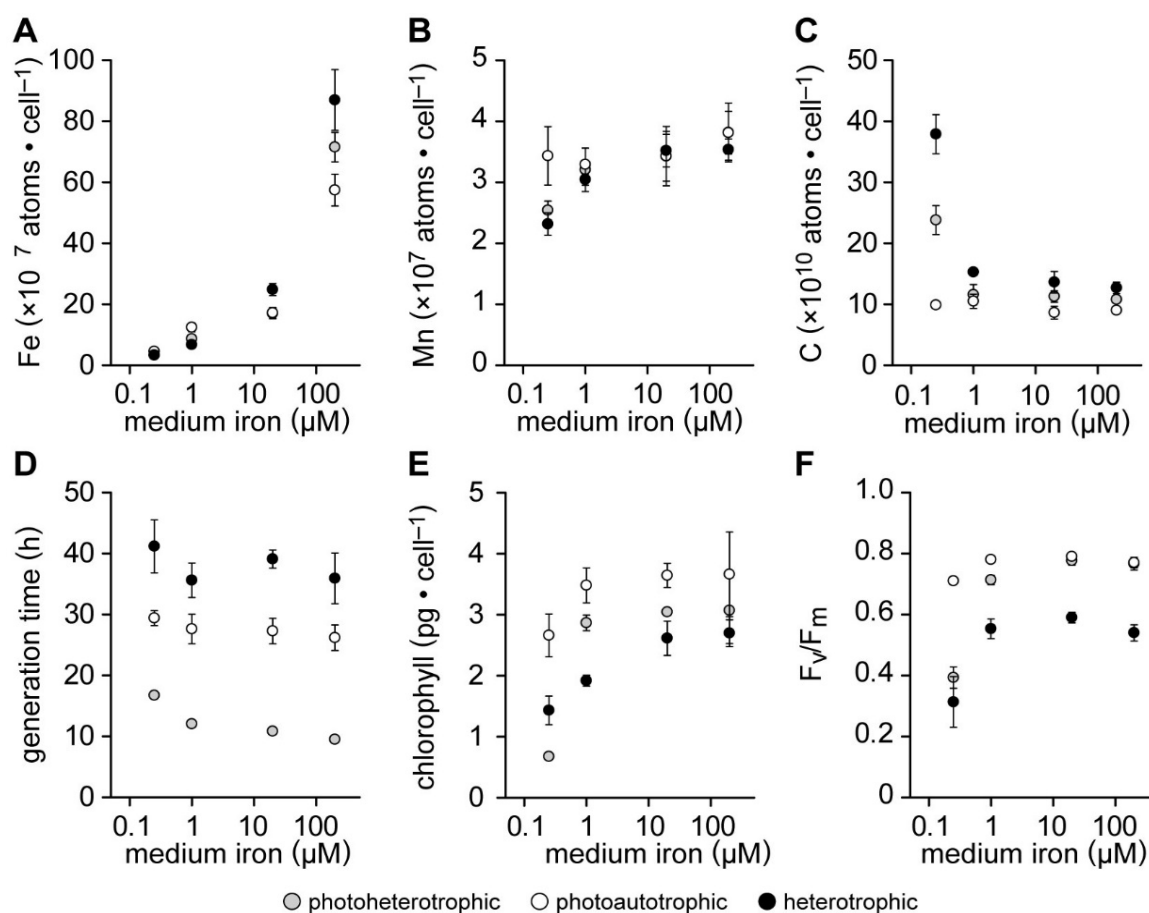 A
Fe (×10 ⁷ atoms • cell⁻¹)
100
80
60
40
20
0
0.1 1 10 100
medium iron (µM)
B
Mn (×10⁷ atoms • cell⁻¹)
5
4
3
2
1
0
0.1 1 10 100
medium iron (µM)
C
C (×10¹⁰ atoms • cell⁻¹)
50
40
30
20
10
0
0.1 1 10 100
medium iron (µM)
D
generation time (h)
50
40
30
20
10
0
0.1 1 10 100
medium iron (µM)
E
chlorophyll (pg • cell⁻¹)
5
4
3
2
1
0
0.1 1 10 100
medium iron (µM)
F
Fᵥ/Fₘ
1.0
0.8
0.6
0.4
0.2
0.0
0.1 1 10 100
medium iron (µM)
photoheterotrophic photoautotrophic heterotrophic